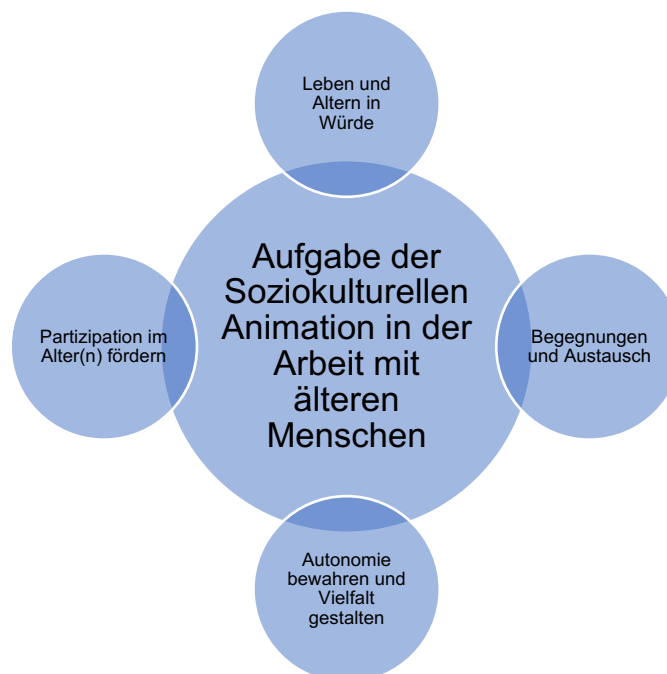 Leben und
Altern in
Würde
Aufgabe der
Soziokulturellen
Animation in der
Arbeit mit
älteren
Menschen
Partizipation im
Alter(n) fördern
Begegnungen
und Austausch
Autonomie
bewahren und
Vielfalt
gestalten